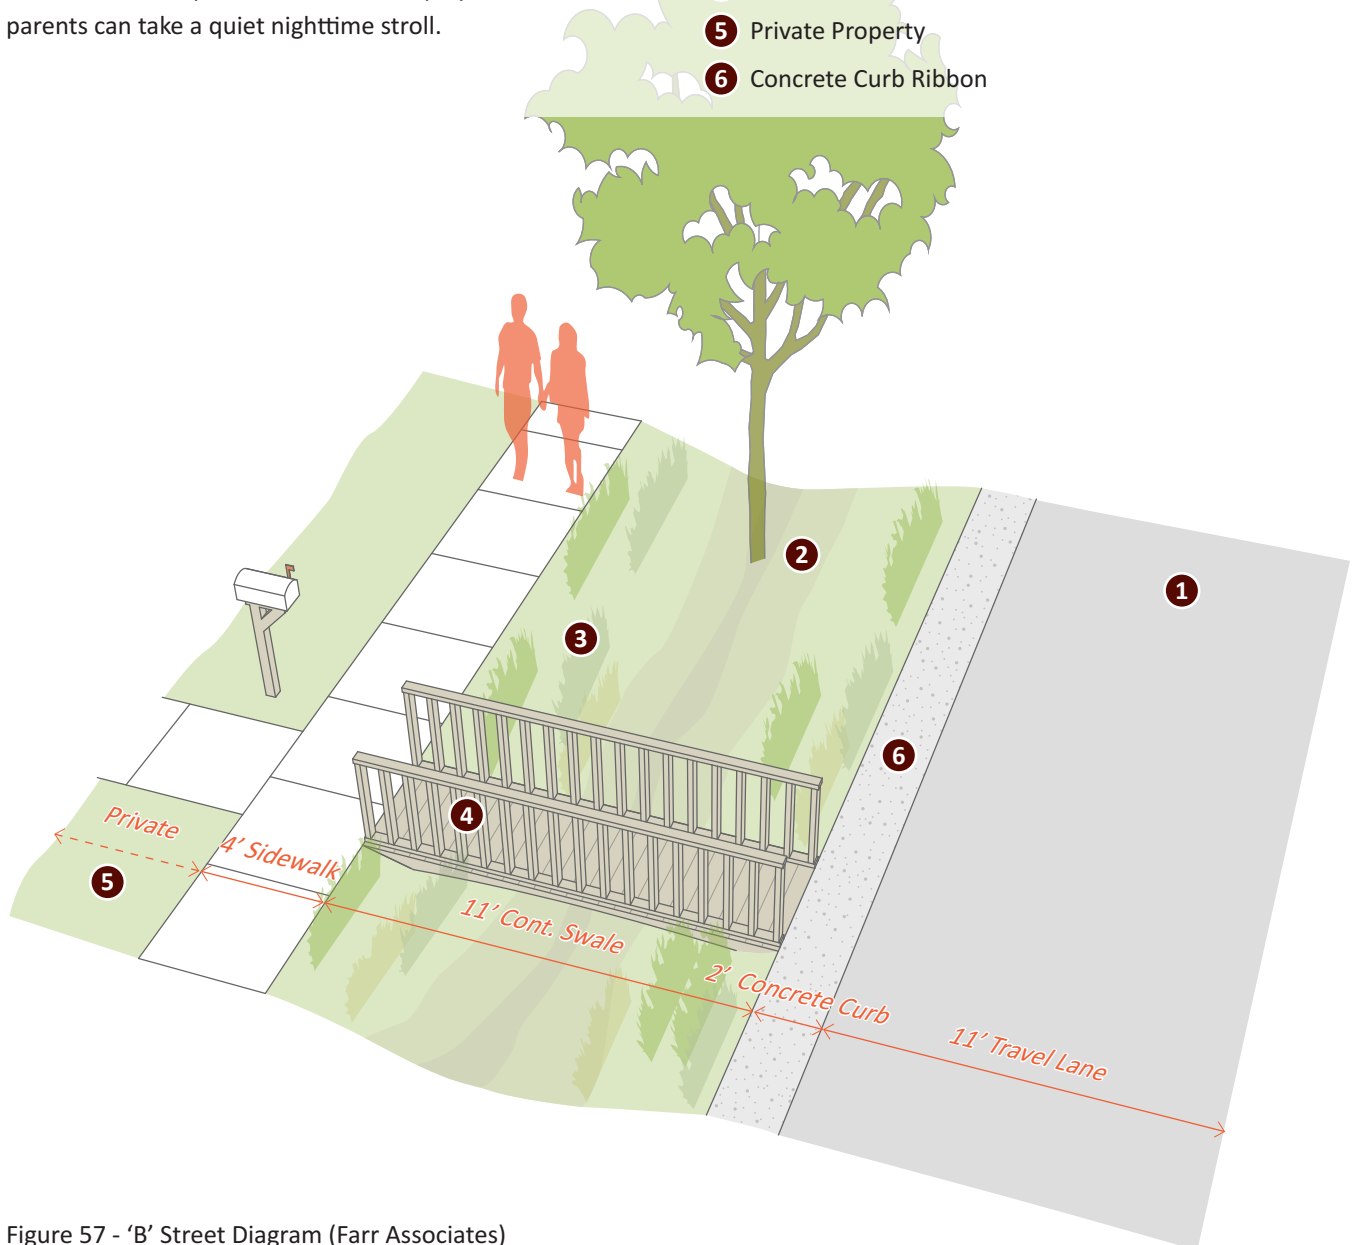 parents can take a quiet nighttime stroll.
5 Private Property
6 Concrete Curb Ribbon
2
1
3
6
4
Private
5
4’ Sidewalk
11’ Cont. Swale
2’ Concrete Curb
11’ Travel Lane
Figure 57 - ‘B’ Street Diagram (Farr Associates)